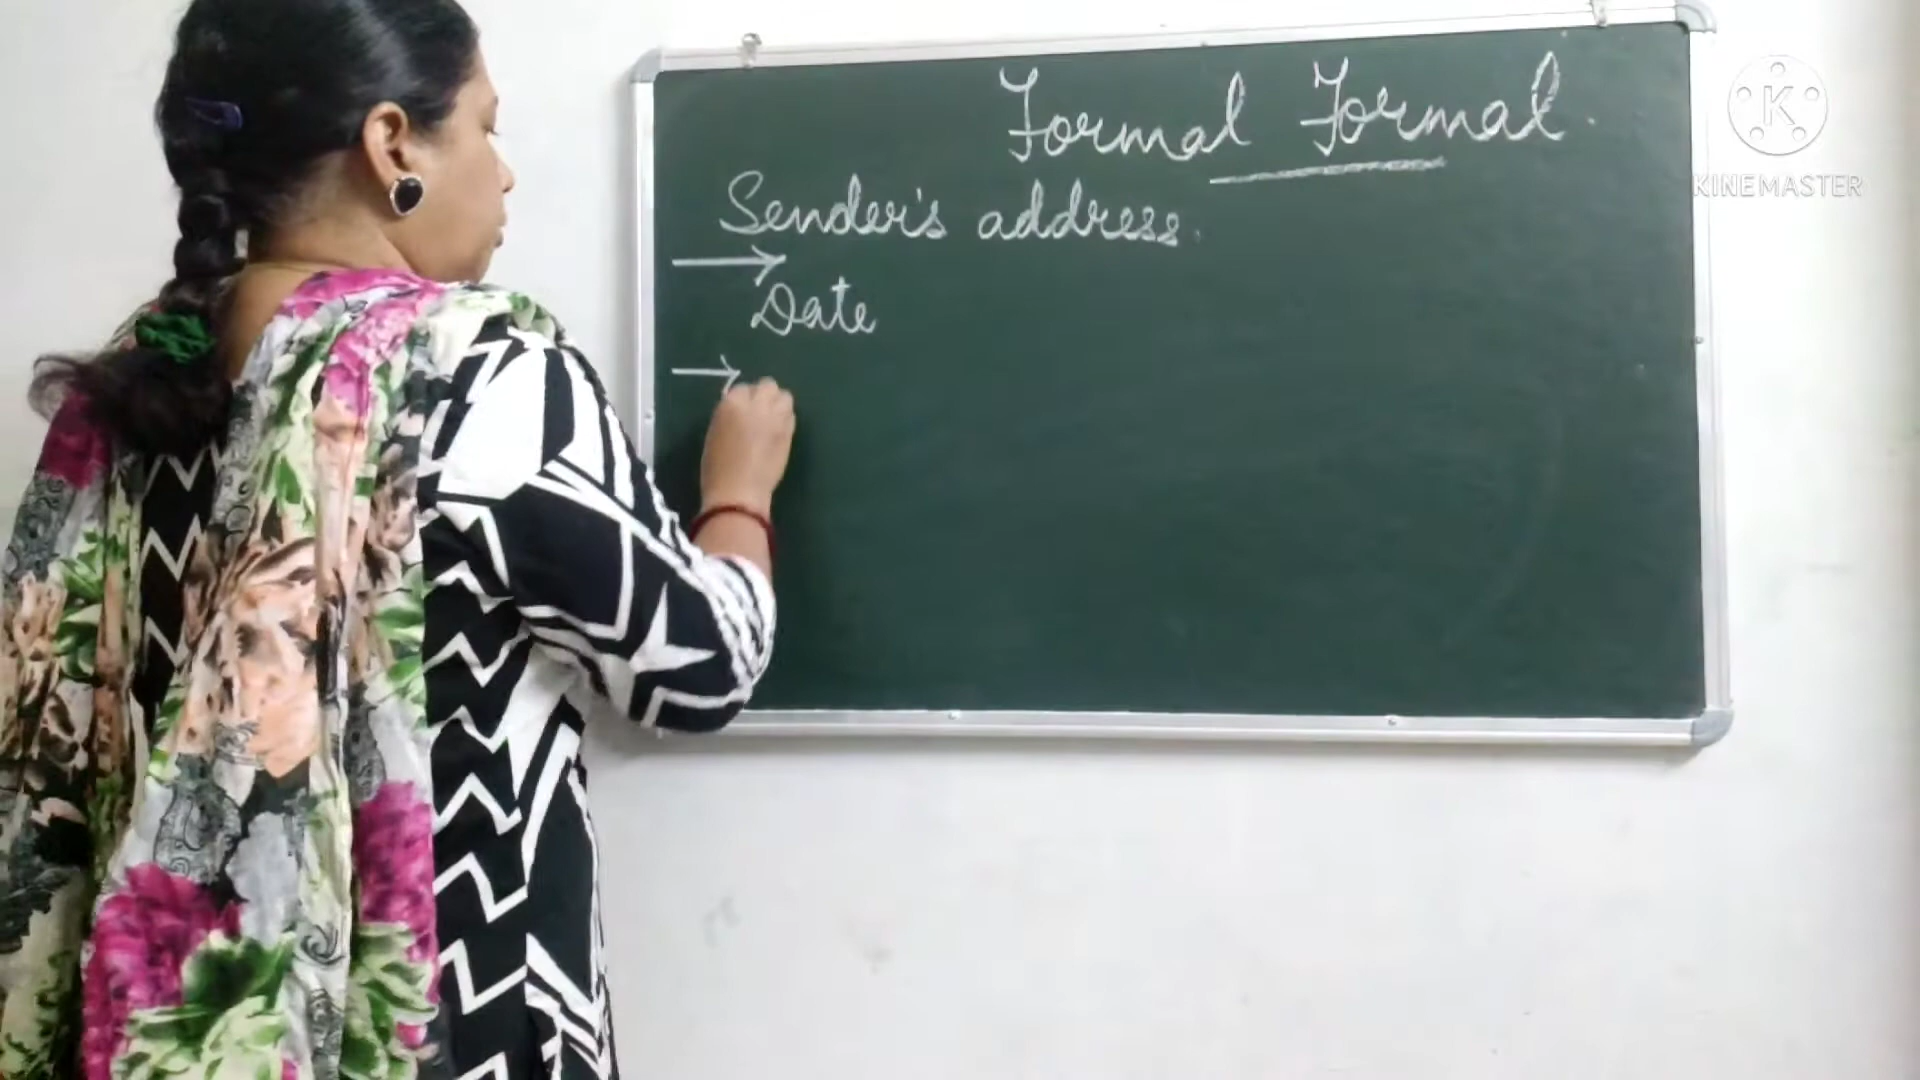 Formal Formal.
Sender's address.
→
Date
→
K
KINEMASTER